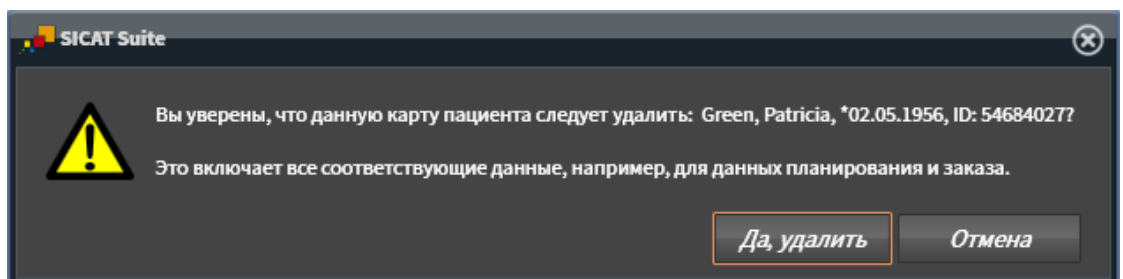 SICAT Suite
Вы уверены, что данную карту пациента следует удалить: Green, Patricia, *02.05.1956, ID: 54684027?
Это включает все соответствующие данные, например, для данных планирования и заказа.
Да, удалить Отмена